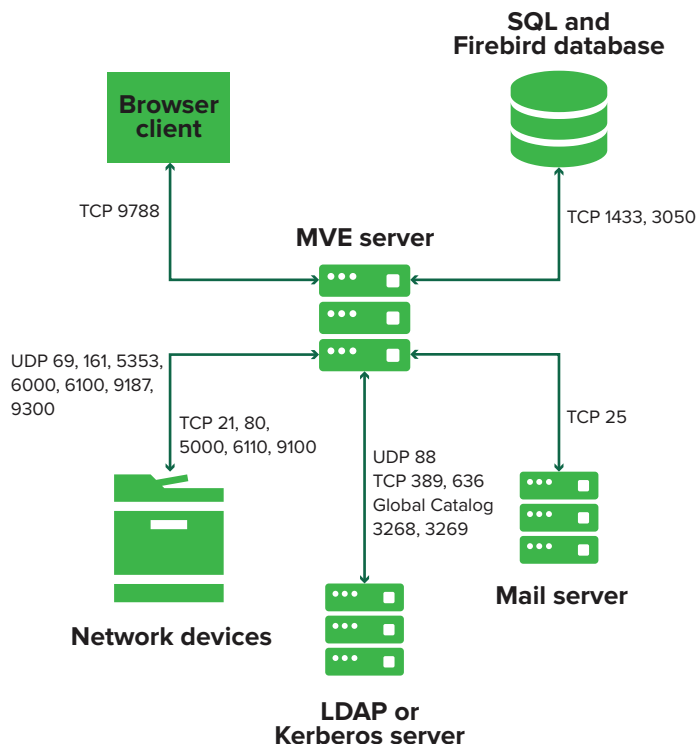 SQL and
Firebird database
Browser
client
TCP 9788
TCP 1433, 3050
MVE server
UDP 69, 161, 5353,
6000, 6100, 9187,
9300
TCP 21, 80,
5000, 6110, 9100
TCP 25
UDP 88
TCP 389, 636
Global Catalog
3268, 3269
Mail server
Network devices
LDAP or
Kerberos server